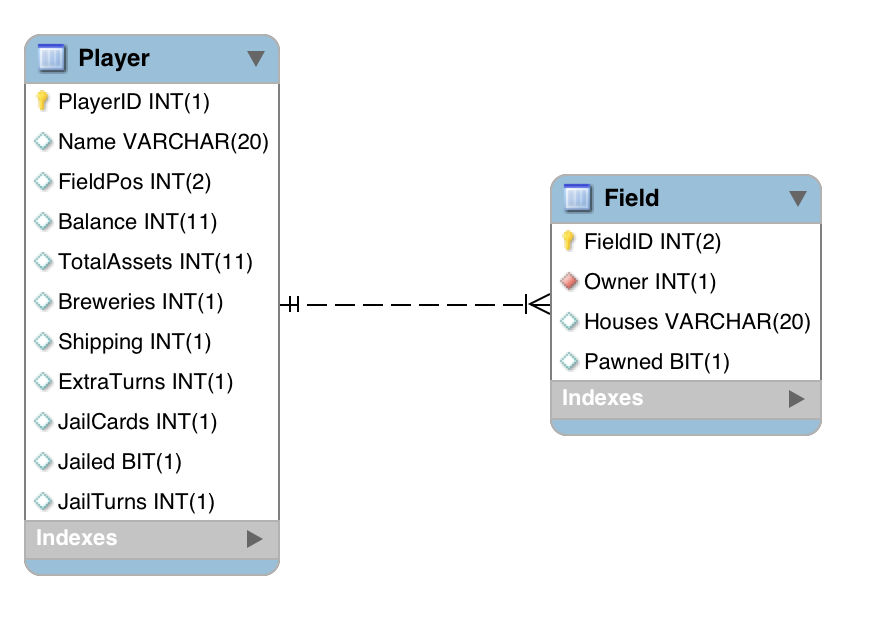 Player
PlayerID INT(1)
Name VARCHAR(20)
FieldPos INT(2)
Balance INT(11)
TotalAssets INT(11)
Breweries INT(1)
Shipping INT(1)
ExtraTurns INT(1)
JailCards INT(1)
Jailed BIT(1)
JailTurns INT(1)
Indexes
Field
FieldID INT(2)
Owner INT(1)
Houses VARCHAR(20)
Pawned BIT(1)
Indexes